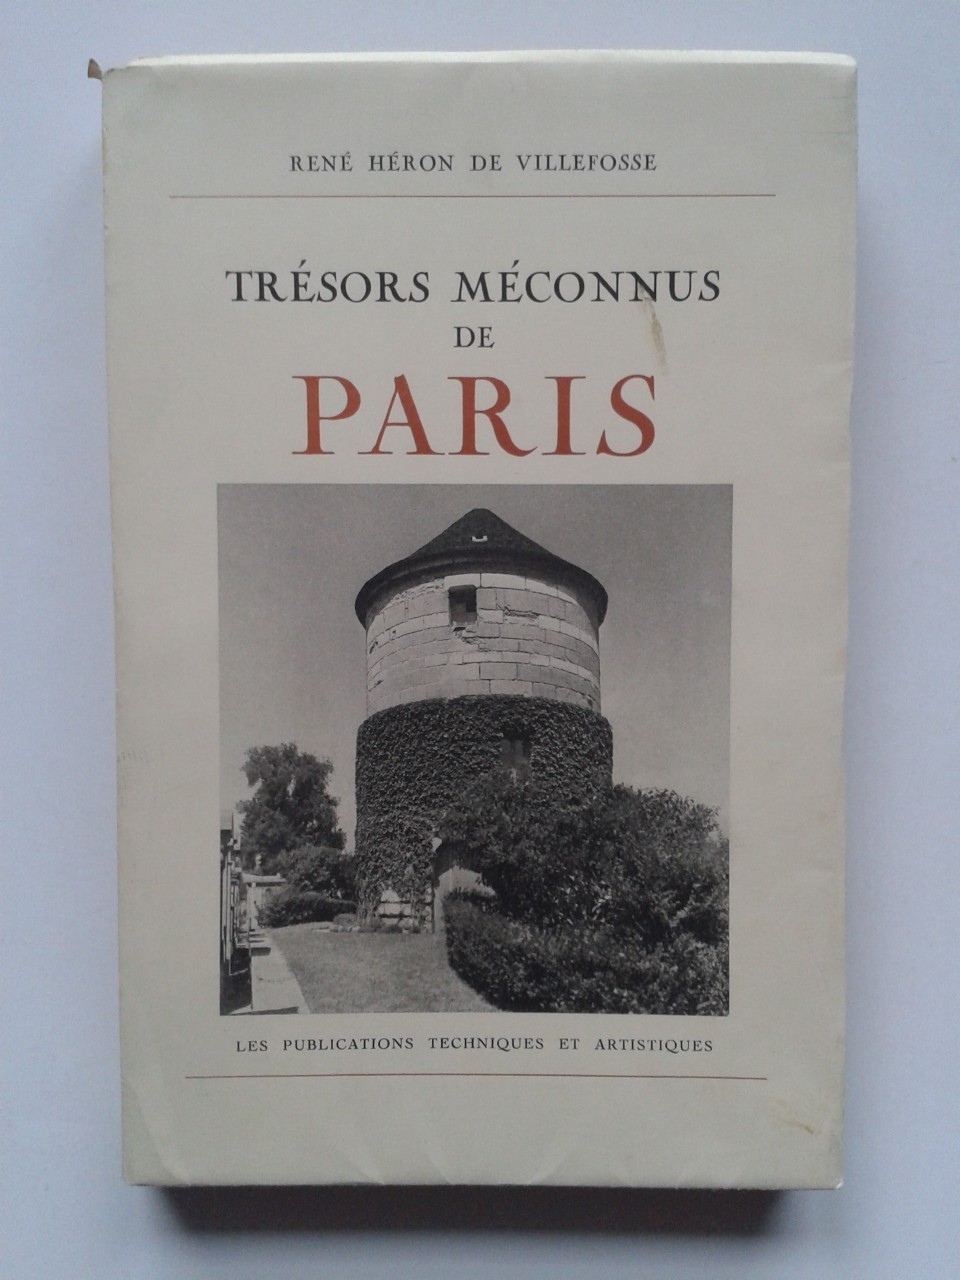 RENÉ HÉRON DE VILLEFOSSE
TRÉSORS MÉCONNUS
DE
PARIS
LES PUBLICATIONS TECHNIQUES ET ARTISTIQUES